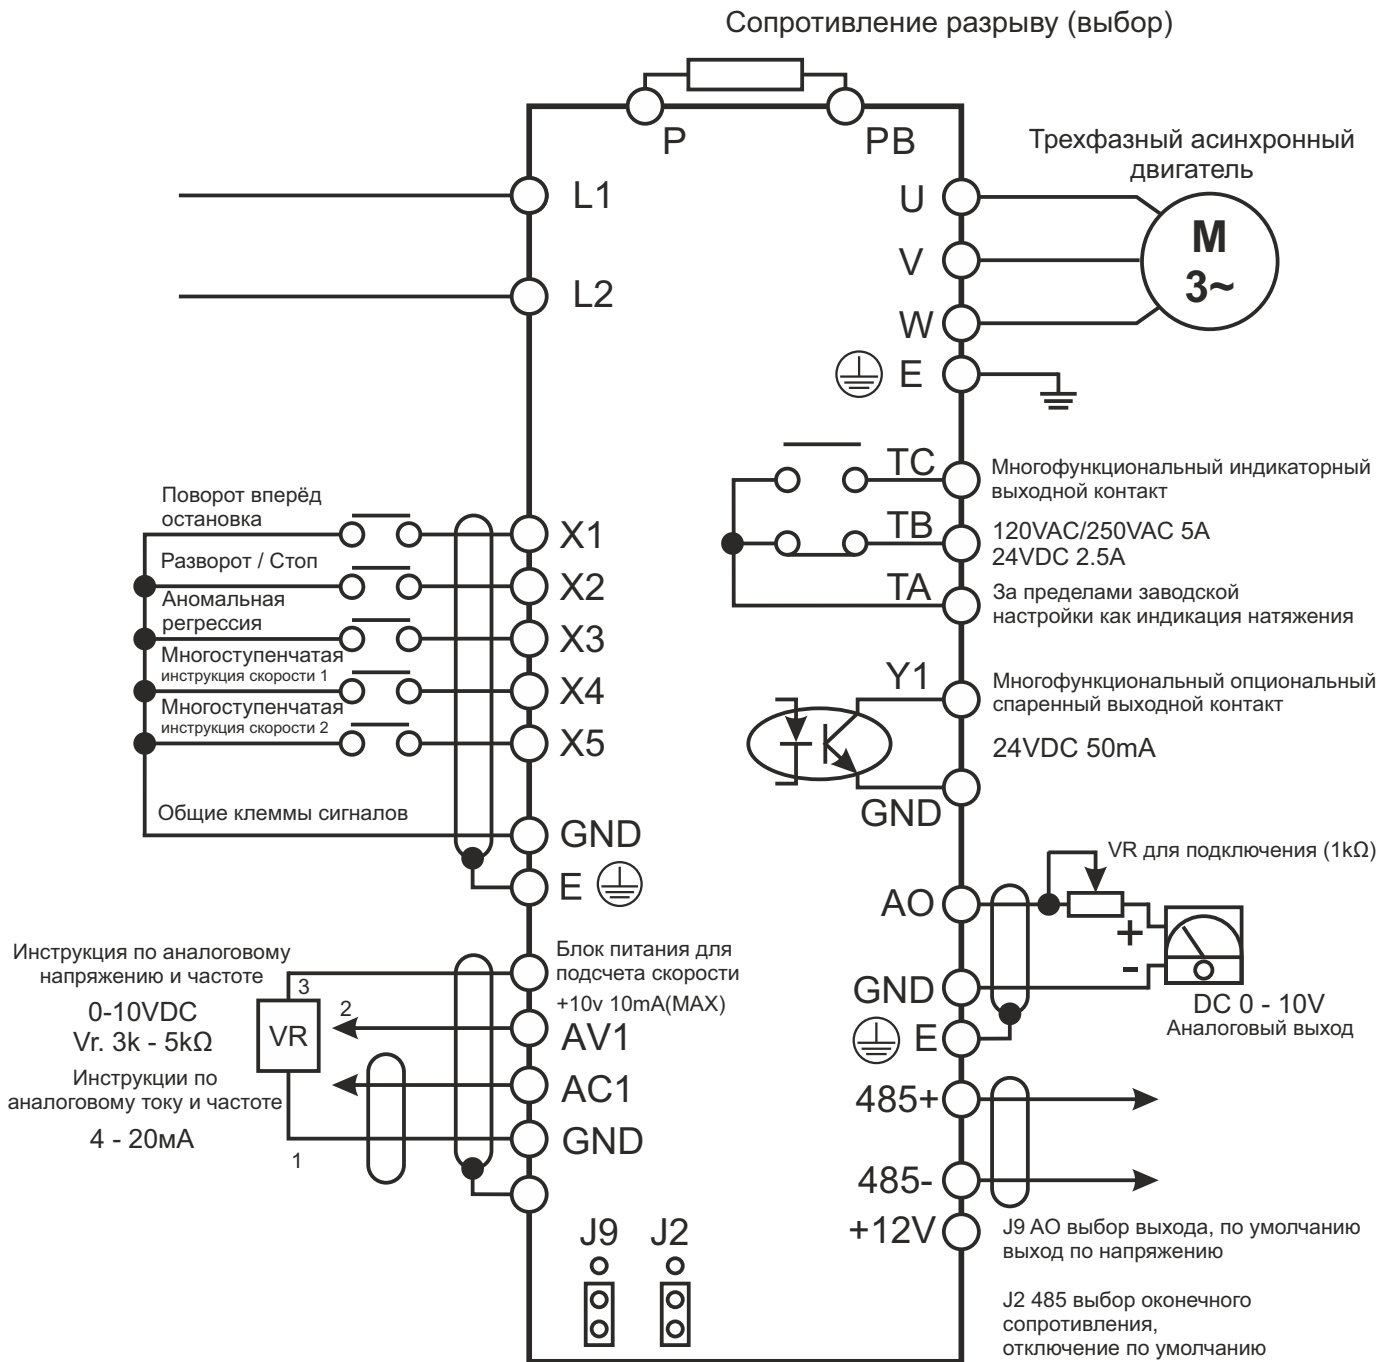 Сопротивление разрыву (выбор)
P
PB
Трехфазный асинхронный
двигатель
L1
L2
U
V
W
E
M
3~
Поворот вперёд
остановка
X1
Разворот / Стоп
X2
Аномальная
регрессия
X3
Многоступенчатая
инструкция скорости 1
X4
Многоступенчатая
инструкция скорости 2
X5
Общие клеммы сигналов
GND
E
TC
Многофункциональный индикаторный
выходной контакт
TB
120VAC/250VAC 5A
24VDC 2.5A
TA
За пределами заводской
настройки как индикация натяжения
Y1
Многофункциональный опциональный
спаренный выходной контакт
24VDC 50mA
GND
VR для подключения (1kΩ)
AO
+
-
GND
DC 0 - 10V
Аналоговый выход
E
Инструкция по аналоговому
напряжению и частоте
0-10VDC
Vr. 3k - 5kΩ
Инструкции по
аналоговому току и частоте
4 - 20мА
3
2
VR
1
Блок питания для
подсчета скорости
+10v 10mA(MAX)
AV1
AC1
GND
485+
485-
+12V
J9
J2
J9 AO выбор выхода, по умолчанию
выход по напряжению
J2 485 выбор оконечного
сопротивления,
отключение по умолчанию